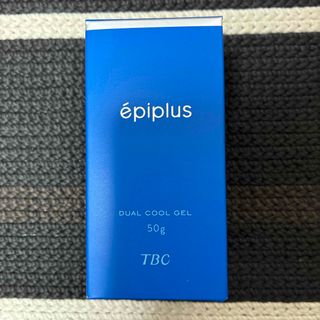 épiplus
DUAL COOL GEL
50g
TBC